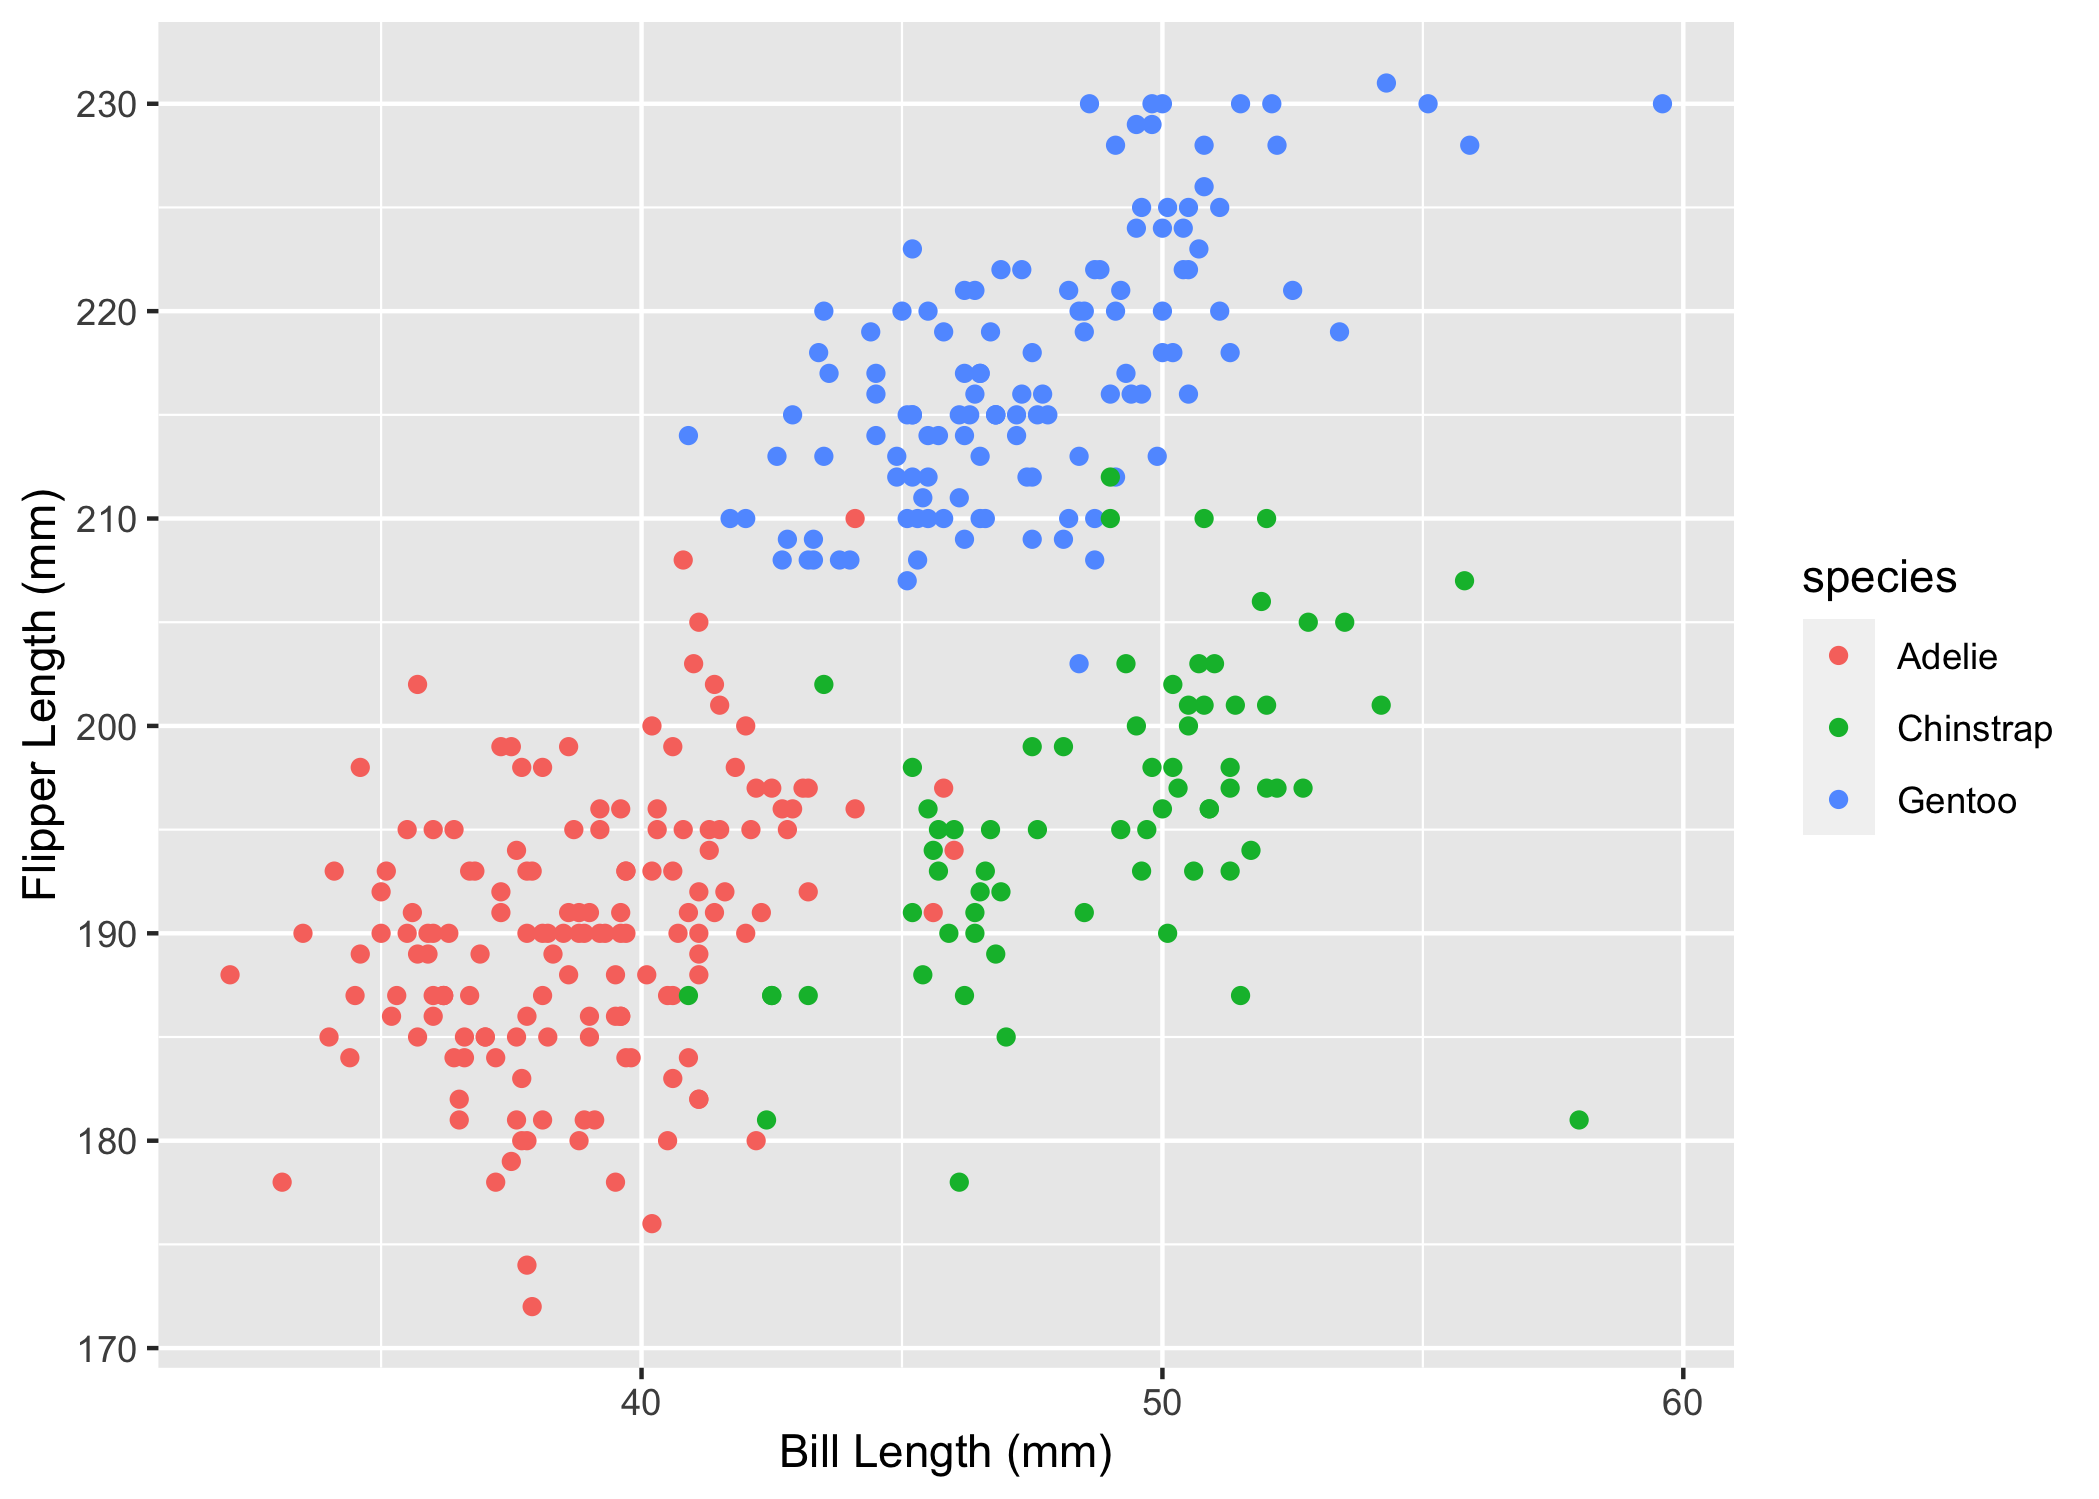 230
220
210
200
190
180
170
40
50
60
Bill Length (mm)
Flipper Length (mm)
species
Adelie
Chinstrap
Gentoo